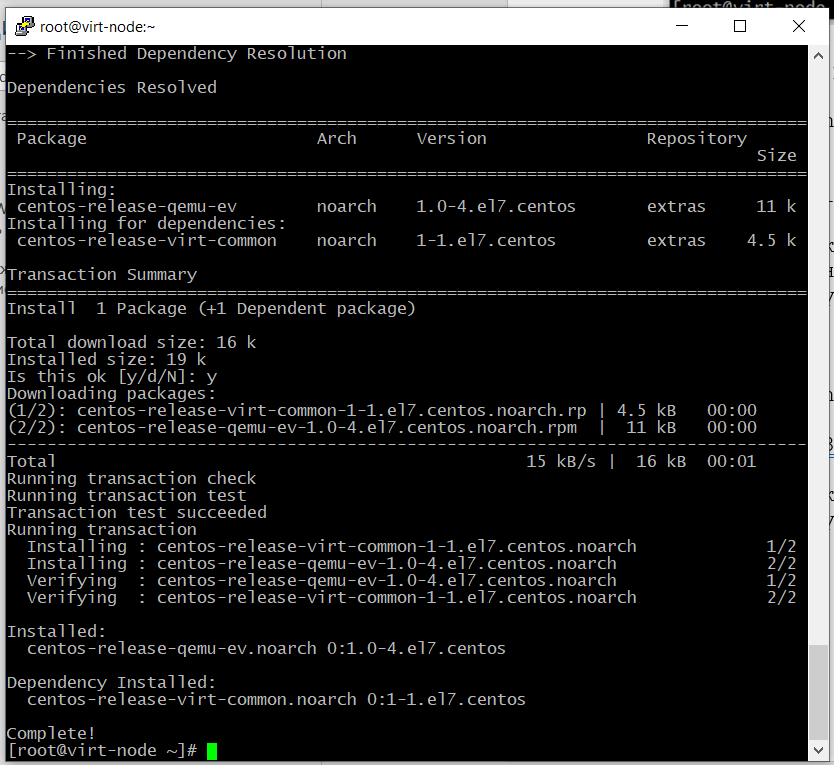 root@virt-node:~
--> Finished Dependency Resolution
Dependencies Resolved
================================================================================
Package Arch Version Repository
Size
================================================================================
Installing:
centos-release-qemu-ev noarch 1.0-4.el7.centos extras 11 k
Installing for dependencies:
centos-release-virt-common noarch 1-1.el7.centos extras 4.5 k
Transaction Summary
================================================================================
Install 1 Package (+1 Dependent package)
Total download size: 16 k
Installed size: 19 k
Is this ok [y/d/N]: y
Downloading packages:
(1/2): centos-release-virt-common-1-1.el7.centos.noarch.rp | 4.5 kB 00:00
(2/2): centos-release-qemu-ev-1.0-4.el7.centos.noarch.rpm | 11 kB 00:00
--------------------------------------------------------------------------------
Total 15 kB/s | 16 kB 00:01
Running transaction check
Running transaction test
Transaction test succeeded
Running transaction
Installing : centos-release-virt-common-1-1.el7.centos.noarch 1/2
Installing : centos-release-qemu-ev-1.0-4.el7.centos.noarch 2/2
Verifying : centos-release-qemu-ev-1.0-4.el7.centos.noarch 1/2
Verifying : centos-release-virt-common-1-1.el7.centos.noarch 2/2
Installed:
centos-release-qemu-ev.noarch 0:1.0-4.el7.centos
Dependency Installed:
centos-release-virt-common.noarch 0:1-1.el7.centos
Complete!
[root@virt-node ~]#